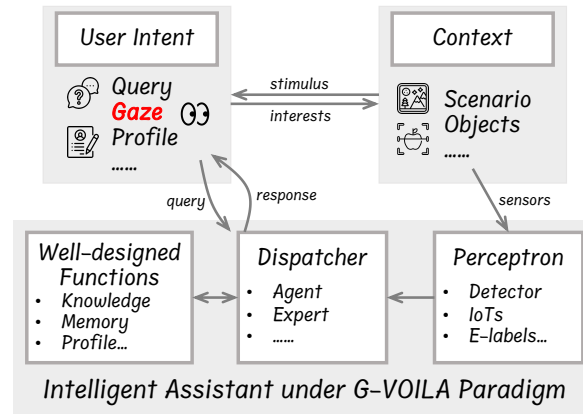 User Intent
Query
Gaze
Profile
......
stimulus
interests
Context
Scenario
Objects
......
query
response
sensors
Well-designed
Functions
• Knowledge
• Memory
• Profile...
Dispatcher
• Agent
• Expert
• ......
Perceptron
• Detector
• IoTs
• E-labels...
Intelligent Assistant under G-VOILA Paradigm